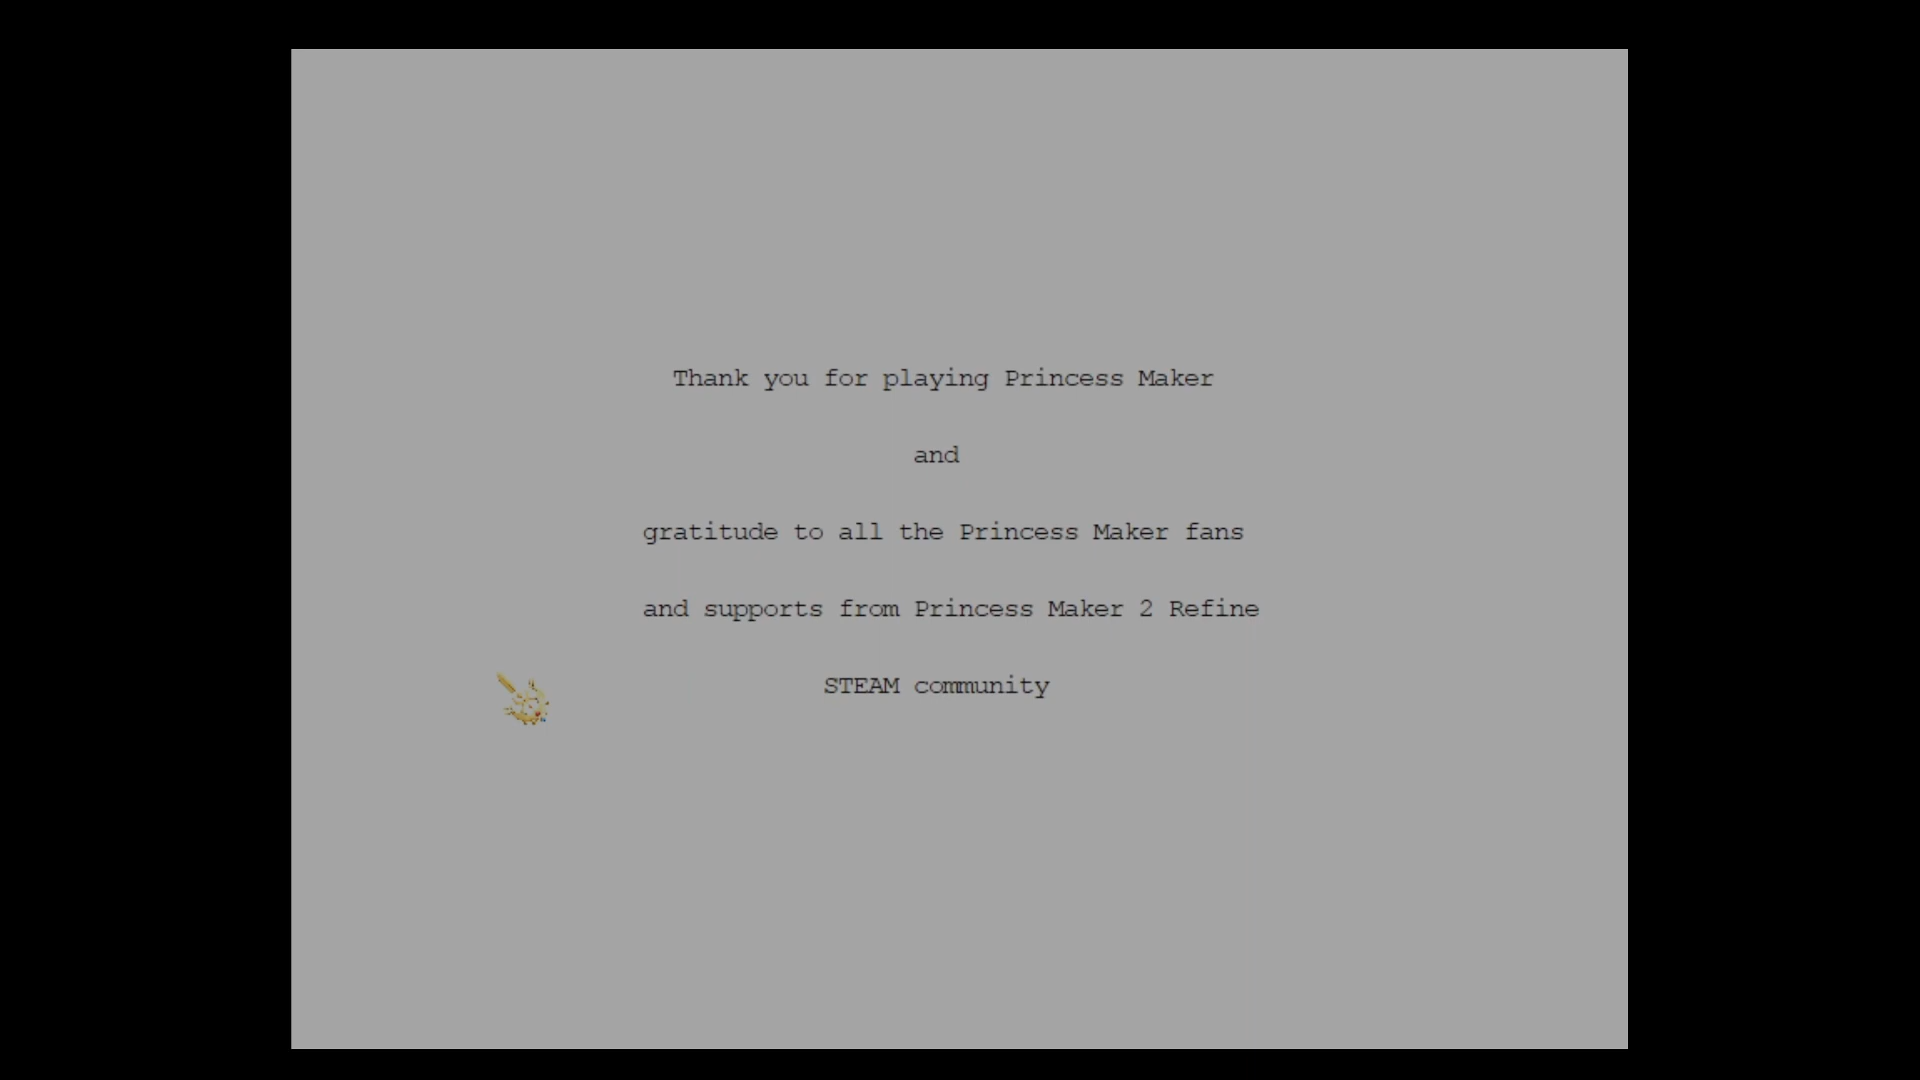 Thank you for playing Princess Maker
and
gratitude to all the Princess Maker fans
and supports from Princess Maker 2 Refine
STEAM community